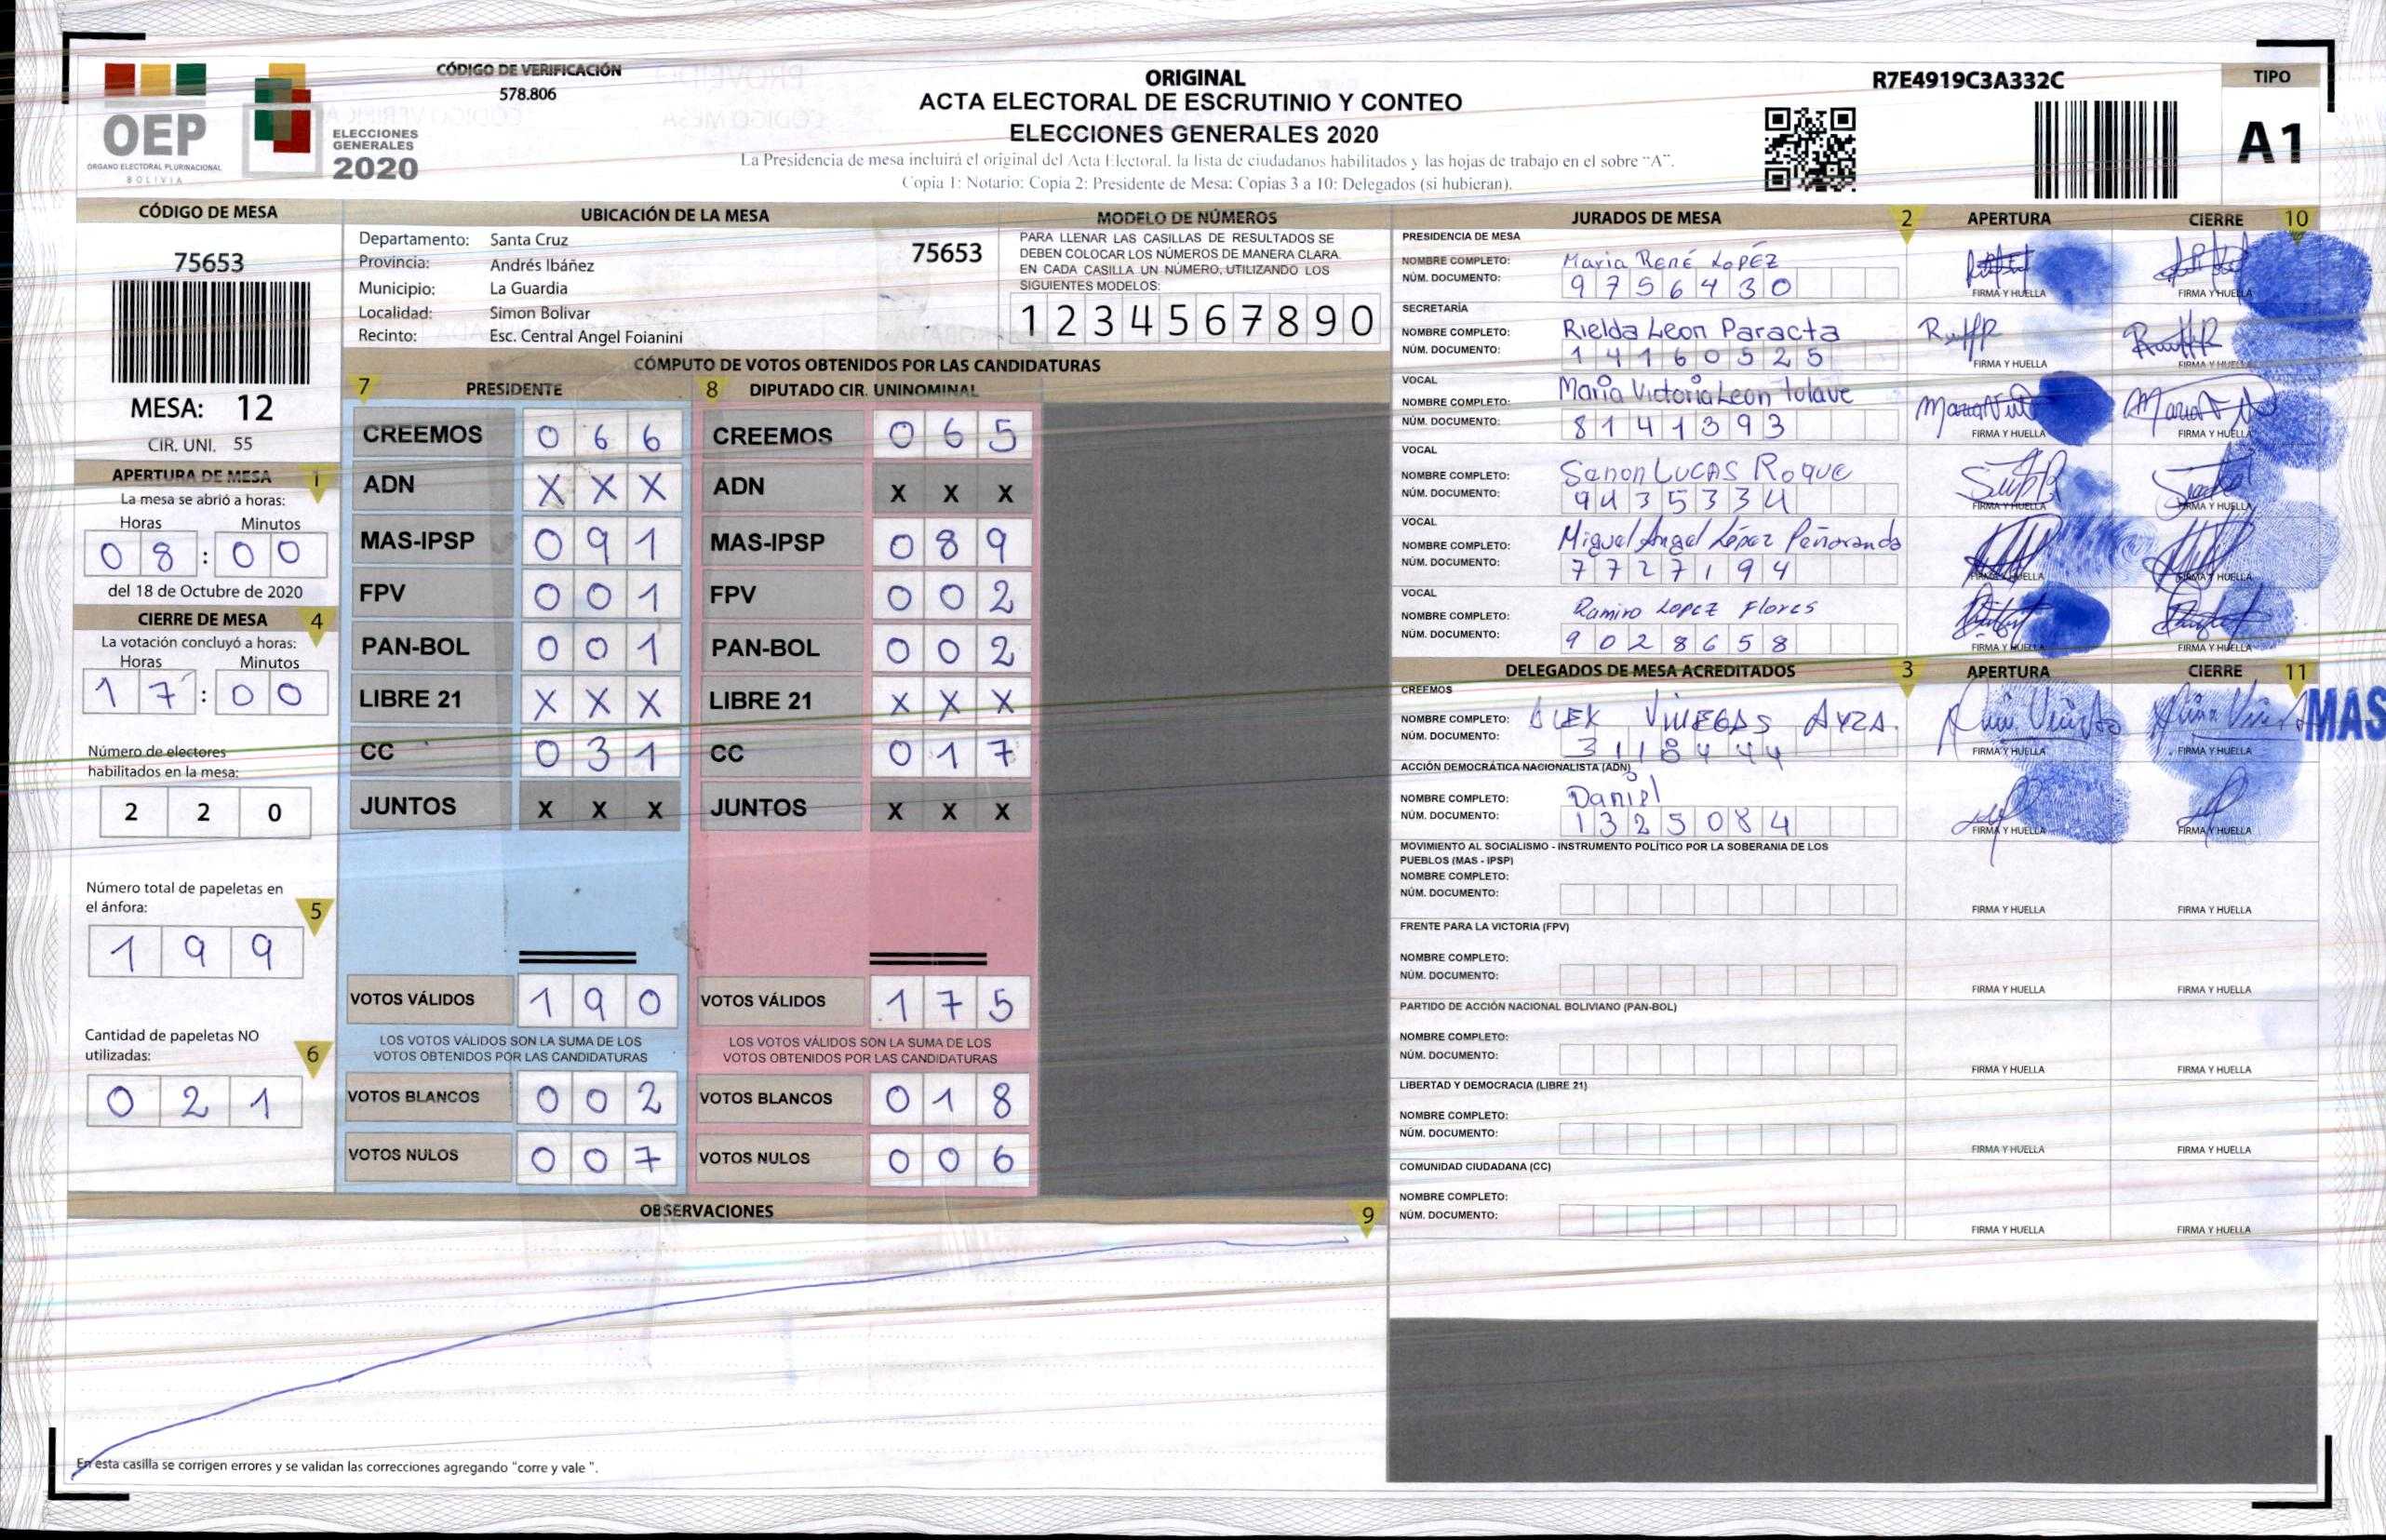 OEP
ÓRGANO ELECTORAL PLURINACIONAL
BOLIVIA
ELECCIONES
GENERALES
2020
CÓDIGO DE VERIFICACIÓN
578.806
ORIGINAL
ACTA ELECTORAL DE ESCRUTINIO Y CONTEO
ELECCIONES GENERALES 2020
La Presidencia de mesa incluirá el original del Acta Electoral, la lista de ciudadanos habilitados y las hojas de trabajo en el sobre “A”.
Copia 1: Notario; Copia 2: Presidente de Mesa; Copias 3 a 10: Delegados (si hubieran).
R7E4919C3A332C
TIPO
A1
CÓDIGO DE MESA
75653
MESA: 12
CIR. UNI. 55
APERTURA DE MESA 1
La mesa se abrió a horas:
Horas Minutos
08:00
del 18 de Octubre de 2020
CIERRE DE MESA 4
La votación concluyó a horas:
Horas Minutos
17:00
Número de electores
habilitados en la mesa:
2 2 0
Número total de papeletas en
el ánfora: 5
1 9 9
Cantidad de papeletas NO
utilizadas: 6
0 2 1
UBICACIÓN DE LA MESA
Departamento: Santa Cruz
Provincia: Andrés Ibáñez
Municipio: La Guardia
Localidad: Simon Bolivar
Recinto: Esc. Central Angel Foianini
75653
MODELO DE NÚMEROS
PARA LLENAR LAS CASILLAS DE RESULTADOS SE
DEBEN COLOCAR LOS NÚMEROS DE MANERA CLARA.
EN CADA CASILLA UN NÚMERO, UTILIZANDO LOS
SIGUIENTES MODELOS:
1 2 3 4 5 6 7 8 9 0
CÓMPUTO DE VOTOS OBTENIDOS POR LAS CANDIDATURAS
7 PRESIDENTE
CREEMOS 0 6 6
ADN X X X
MAS-IPSP 0 9 1
FPV 0 0 1
PAN-BOL 0 0 1
LIBRE 21 X X X
CC 0 3 1
JUNTOS X X X
VOTOS VÁLIDOS 1 9 0
LOS VOTOS VÁLIDOS SON LA SUMA DE LOS
VOTOS OBTENIDOS POR LAS CANDIDATURAS
VOTOS BLANCOS 0 0 2
VOTOS NULOS 0 0 7
8 DIPUTADO CIR. UNINOMINAL
CREEMOS 0 6 5
ADN X X X
MAS-IPSP 0 8 9
FPV 0 0 2
PAN-BOL 0 0 2
LIBRE 21 X X X
CC 0 1 7
JUNTOS X X X
VOTOS VÁLIDOS 1 7 5
LOS VOTOS VÁLIDOS SON LA SUMA DE LOS
VOTOS OBTENIDOS POR LAS CANDIDATURAS
VOTOS BLANCOS 0 1 8
VOTOS NULOS 0 0 6
OBSERVACIONES 9
En esta casilla se corrigen errores y se validan las correcciones agregando "corre y vale ".
JURADOS DE MESA 2 APERTURA CIERRE 10
PRESIDENCIA DE MESA
NOMBRE COMPLETO: Maria René LOPEZ
NÚM. DOCUMENTO: 9756430
FIRMA Y HUELLA FIRMA Y HUELLA
SECRETARÍA
NOMBRE COMPLETO: Rielda Leon Paracta
NÚM. DOCUMENTO: 14160525
FIRMA Y HUELLA FIRMA Y HUELLA
VOCAL
NOMBRE COMPLETO: Maria Victoria Leon tolave
NÚM. DOCUMENTO: 8141393
FIRMA Y HUELLA FIRMA Y HUELLA
VOCAL
NOMBRE COMPLETO: Sanon LUCAS ROQUE
NÚM. DOCUMENTO: 9435334
FIRMA Y HUELLA FIRMA Y HUELLA
VOCAL
NOMBRE COMPLETO: Miguel Angel López Peñaranda
NÚM. DOCUMENTO: 7727194
FIRMA Y HUELLA FIRMA Y HUELLA
VOCAL
NOMBRE COMPLETO: Ramiro Lopez Flores
NÚM. DOCUMENTO: 9028658
FIRMA Y HUELLA FIRMA Y HUELLA
DELEGADOS DE MESA ACREDITADOS 3 APERTURA CIERRE 11
CREEMOS
NOMBRE COMPLETO: ALEK VILLEGAS AYZA.
NÚM. DOCUMENTO: 3118444
FIRMA Y HUELLA FIRMA Y HUELLA
MAS
ACCIÓN DEMOCRÁTICA NACIONALISTA (ADN)
NOMBRE COMPLETO: Daniel
NÚM. DOCUMENTO: 1325084
FIRMA Y HUELLA FIRMA Y HUELLA
MOVIMIENTO AL SOCIALISMO - INSTRUMENTO POLÍTICO POR LA SOBERANIA DE LOS
PUEBLOS (MAS - IPSP)
NOMBRE COMPLETO:
NÚM. DOCUMENTO:
FIRMA Y HUELLA FIRMA Y HUELLA
FRENTE PARA LA VICTORIA (FPV)
NOMBRE COMPLETO:
NÚM. DOCUMENTO:
FIRMA Y HUELLA FIRMA Y HUELLA
PARTIDO DE ACCIÓN NACIONAL BOLIVIANO (PAN-BOL)
NOMBRE COMPLETO:
NÚM. DOCUMENTO:
FIRMA Y HUELLA FIRMA Y HUELLA
LIBERTAD Y DEMOCRACIA (LIBRE 21)
NOMBRE COMPLETO:
NÚM. DOCUMENTO:
FIRMA Y HUELLA FIRMA Y HUELLA
COMUNIDAD CIUDADANA (CC)
NOMBRE COMPLETO:
NÚM. DOCUMENTO:
FIRMA Y HUELLA FIRMA Y HUELLA